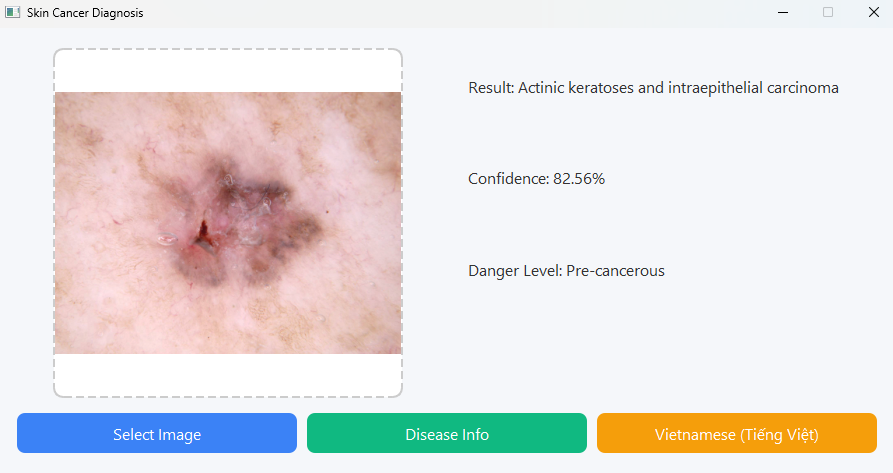 Skin Cancer Diagnosis
Result: Actinic keratoses and intraepithelial carcinoma
Confidence: 82.56%
Danger Level: Pre-cancerous
Select Image
Disease Info
Vietnamese (Tiếng Việt)